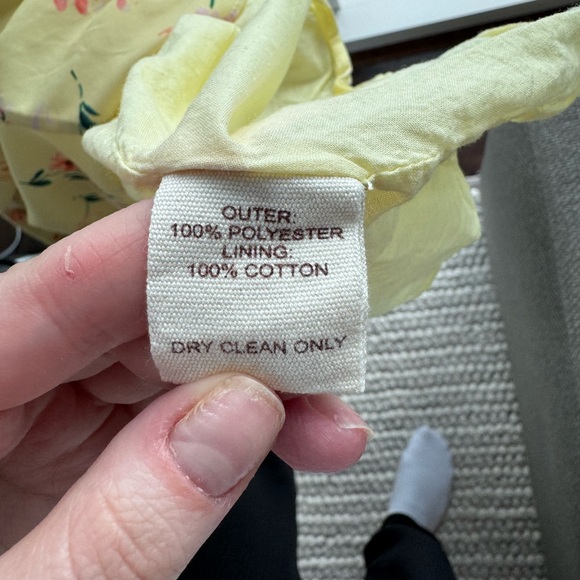 OUTER:
100% POLYESTER
LINING:
100% COTTON
DRY CLEAN ONLY